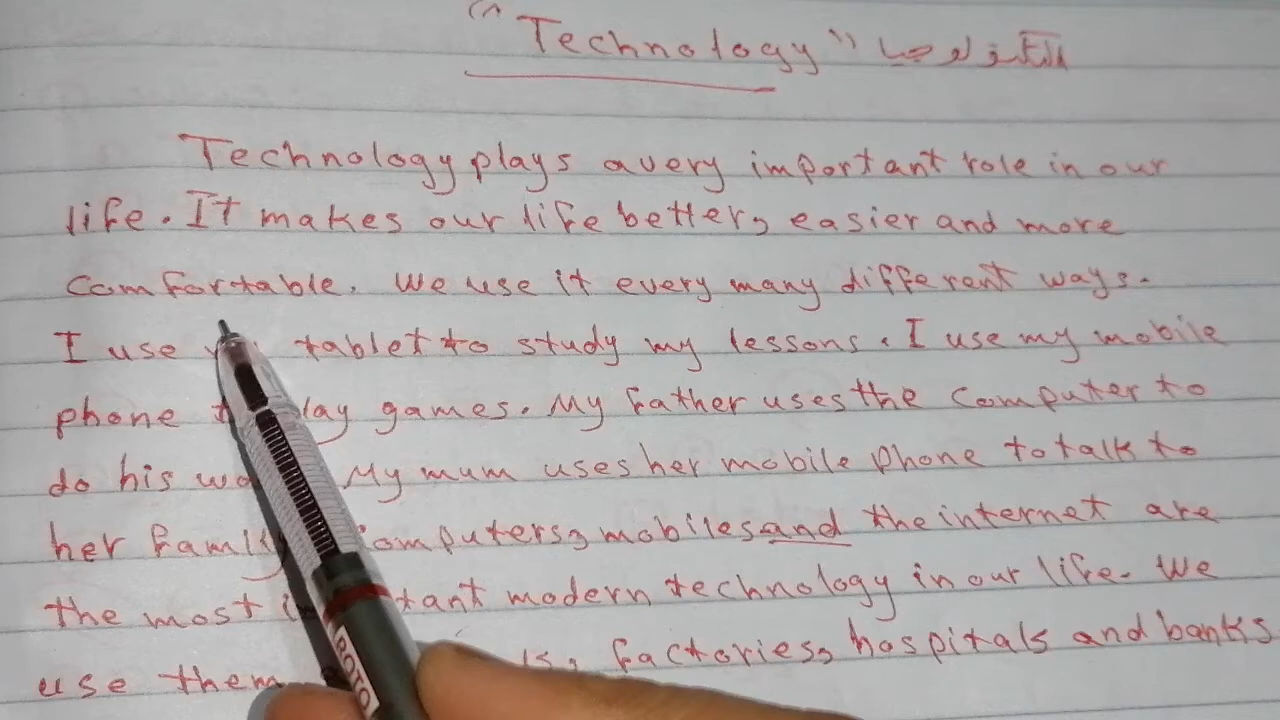 "Technology" التكنولوجيا
Technology plays a very important role in our
life. It makes our life better, easier and more
comfortable. We use it every many different ways.
I use tablet to study my lessons. I use my mobile
phone games. My father uses the computer to
do his My mum uses her mobile phone to talk to
her family mobiles and the internet are
the most modern technology in our life. We
use them factories, hospitals and banks
ROTO